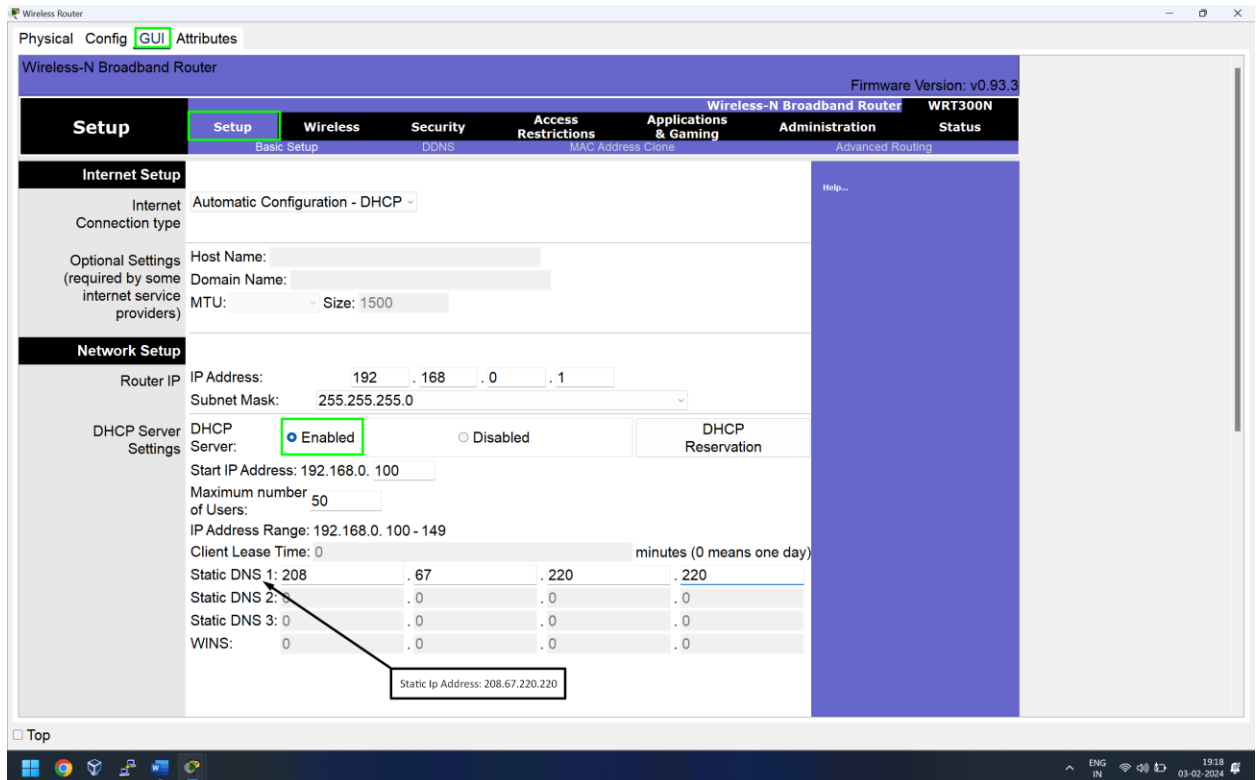 Wireless Router
Physical Config GUI Attributes
Wireless-N Broadband Router
Firmware Version: v0.93.3
Wireless-N Broadband Router WRT300N
Setup
Setup Wireless Security Access Restrictions Applications & Gaming Administration Status
Basic Setup DDNS MAC Address Clone Advanced Routing
Internet Setup
Help...
Internet Connection type Automatic Configuration - DHCP
Optional Settings (required by some internet service providers)
Host Name:
Domain Name:
MTU: Size: 1500
Network Setup
Router IP IP Address: 192 . 168 . 0 . 1
Subnet Mask: 255.255.255.0
DHCP Server Settings DHCP Server: Enabled Disabled DHCP Reservation
Start IP Address: 192.168.0. 100
Maximum number of Users: 50
IP Address Range: 192.168.0. 100 - 149
Client Lease Time: 0 minutes (0 means one day)
Static DNS 1: 208 . 67 . 220 . 220
Static DNS 2: 0 . 0 . 0 . 0
Static DNS 3: 0 . 0 . 0 . 0
WINS: 0 . 0 . 0 . 0
Static Ip Address: 208.67.220.220
Top
ENG IN 19:18 03-02-2024